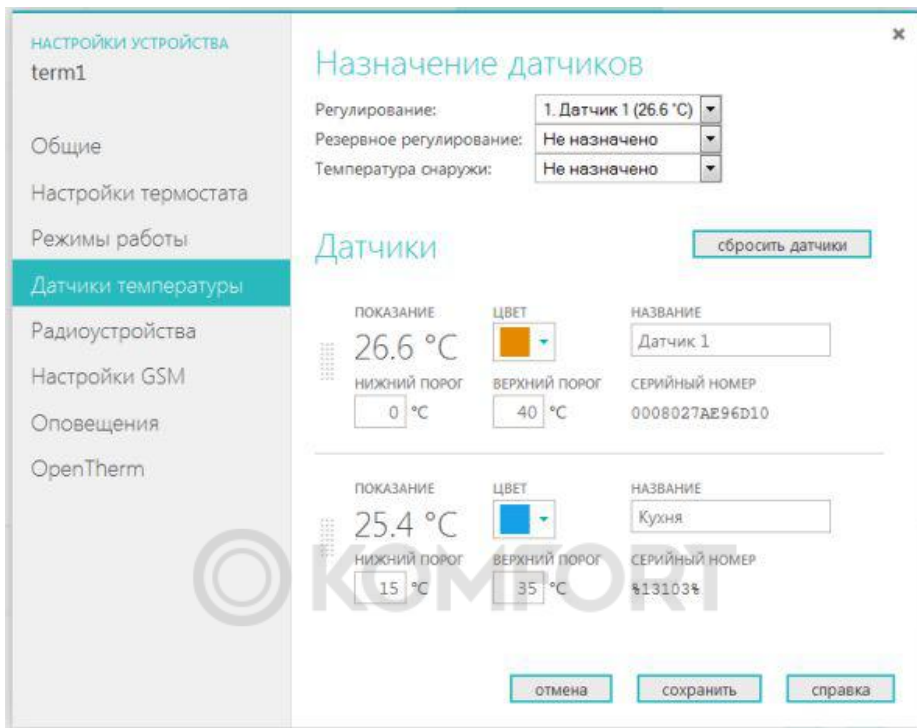 НАСТРОЙКИ УСТРОЙСТВА
term1
Общие
Настройки термостата
Режимы работы
Датчики температуры
Радиоустройства
Настройки GSM
Оповещения
OpenTherm
Назначение датчиков
Регулирование: 1. Датчик 1 (26.6 °C)
Резервное регулирование: Не назначено
Температура снаружи: Не назначено
Датчики сбросить датчики
ПОКАЗАНИЕ ЦВЕТ НАЗВАНИЕ
26.6 °C Датчик 1
НИЖНИЙ ПОРОГ ВЕРХНИЙ ПОРОГ СЕРИЙНЫЙ НОМЕР
0 °C 40 °C 0008027AE96D10
ПОКАЗАНИЕ ЦВЕТ НАЗВАНИЕ
25.4 °C Кухня
НИЖНИЙ ПОРОГ ВЕРХНИЙ ПОРОГ СЕРИЙНЫЙ НОМЕР
15 °C 35 °C %13103%
KOMFORT
отмена сохранить справка